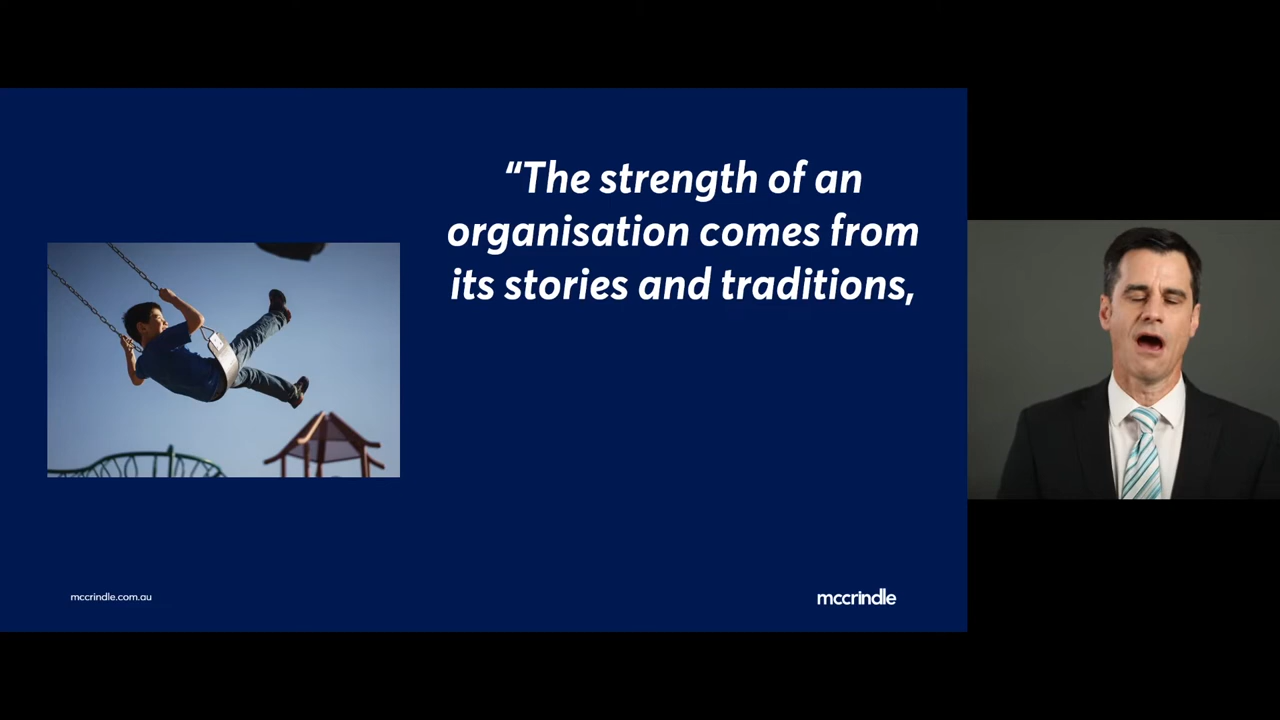 “The strength of an
organisation comes from
its stories and traditions,
mccrindle.com.au
mccrindle